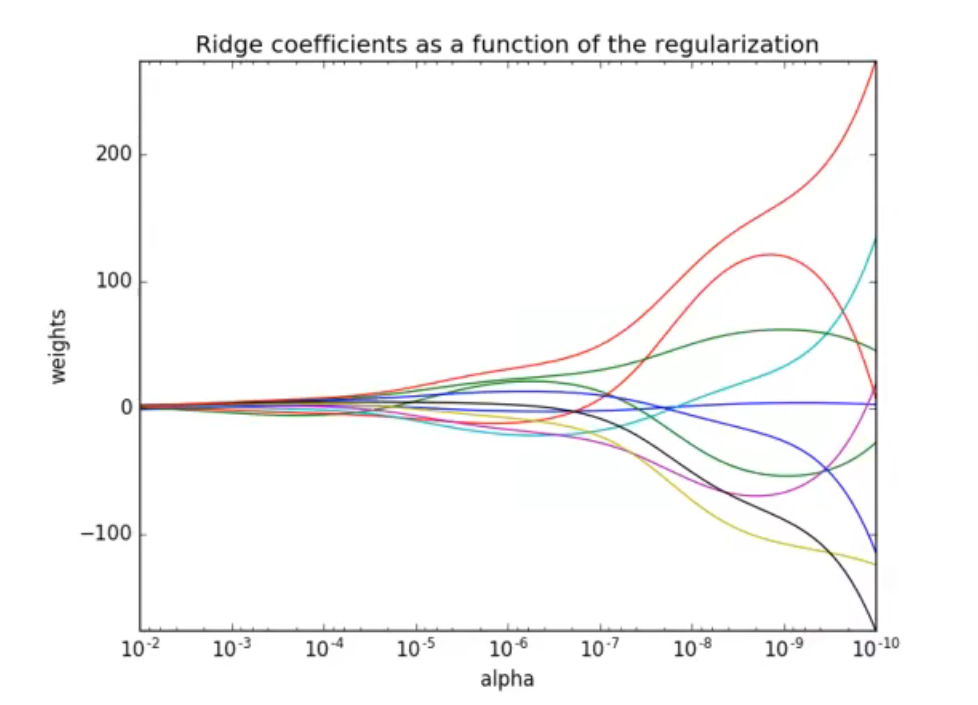 Ridge coefficients as a function of the regularization
200
100
0
−100
weights
10⁻² 10⁻³ 10⁻⁴ 10⁻⁵ 10⁻⁶ 10⁻⁷ 10⁻⁸ 10⁻⁹ 10⁻¹⁰
alpha